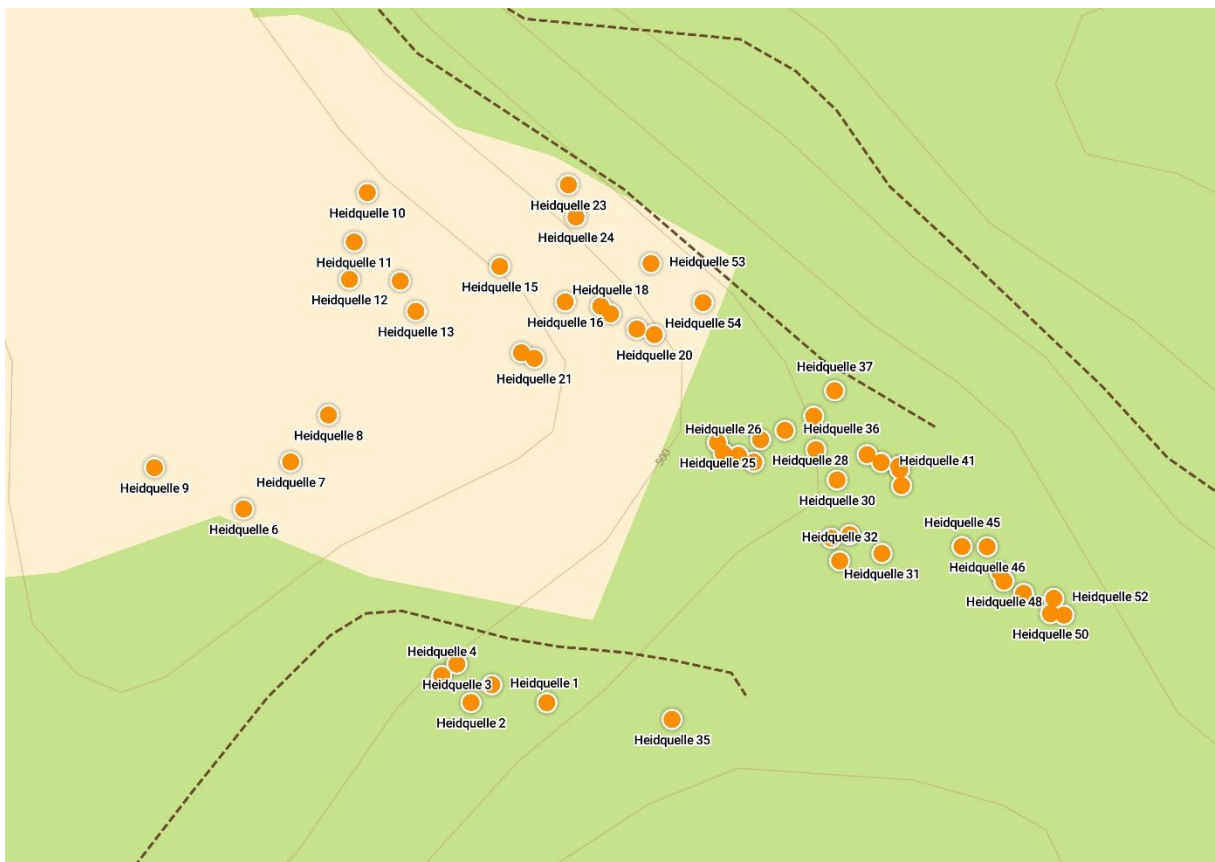 Heidquelle 10
Heidquelle 23
Heidquelle 24
Heidquelle 11
Heidquelle 53
Heidquelle 15
Heidquelle 12
Heidquelle 18
Heidquelle 13
Heidquelle 16
Heidquelle 54
Heidquelle 20
Heidquelle 21
Heidquelle 37
Heidquelle 8
Heidquelle 26
Heidquelle 36
500
Heidquelle 9
Heidquelle 7
Heidquelle 25
Heidquelle 28
Heidquelle 41
Heidquelle 30
Heidquelle 6
Heidquelle 45
Heidquelle 32
Heidquelle 31
Heidquelle 46
Heidquelle 48
Heidquelle 52
Heidquelle 50
Heidquelle 4
Heidquelle 3
Heidquelle 1
Heidquelle 2
Heidquelle 35